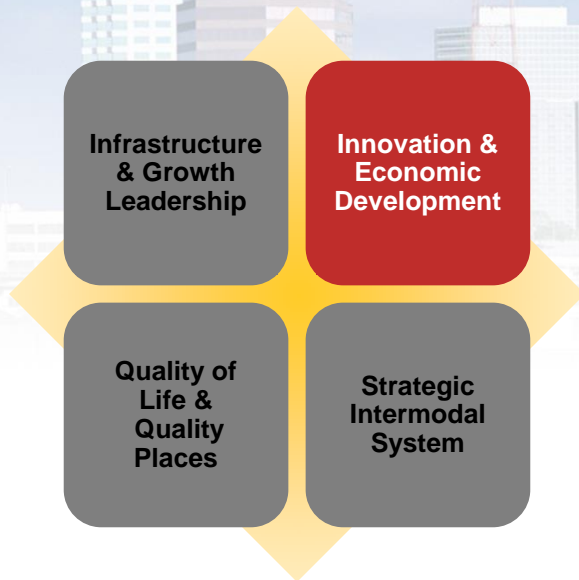 Infrastructure
& Growth
Leadership
Innovation &
Economic
Development
Quality of
Life &
Quality
Places
Strategic
Intermodal
System